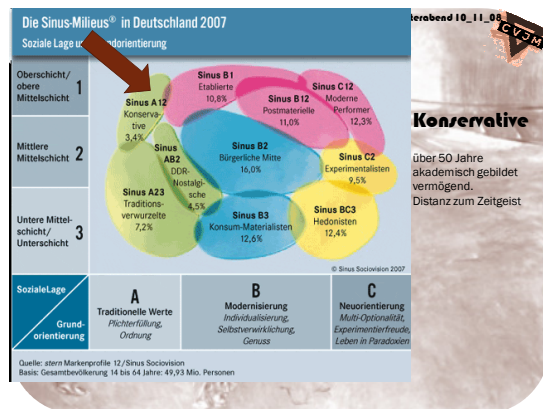 Die Sinus-Milieus® in Deutschland 2007
Soziale Lage u
ndorientierung
terabend 10_11_08
CVJM
Oberschicht/
obere
Mittelschicht
1
Mittlere
Mittelschicht
2
Untere Mittel-
schicht/
Unterschicht
3
Sinus B1
Etablierte
10,8%
Sinus C12
Moderne
Performer
12,3%
Sinus A12
Konserva-
tive
3,4%
Sinus B12
Postmaterielle
11,0%
Sinus
AB2
DDR-
Nostalgi-
sche
4,5%
Sinus B2
Bürgerliche Mitte
16,0%
Sinus C2
Experimentalisten
9,5%
Sinus A23
Traditions-
verwurzelte
7,2%
Sinus B3
Konsum-Materialisten
12,6%
Sinus BC3
Hedonisten
12,4%
© Sinus Sociovision 2007
Konservative
über 50 Jahre
akademisch gebildet
vermögend.
Distanz zum Zeitgeist
SozialeLage
Grund-
orientierung
A
Traditionelle Werte
Plichterfüllung,
Ordnung
B
Modernisierung
Individualisierung,
Selbstverwirklichung,
Genuss
C
Neuorientierung
Multi-Optionalität,
Experimentierfreude,
Leben in Paradoxien
Quelle: stern Markenprofile 12/Sinus Sociovision
Basis: Gesamtbevölkerung 14 bis 64 Jahre: 49,93 Mio. Personen